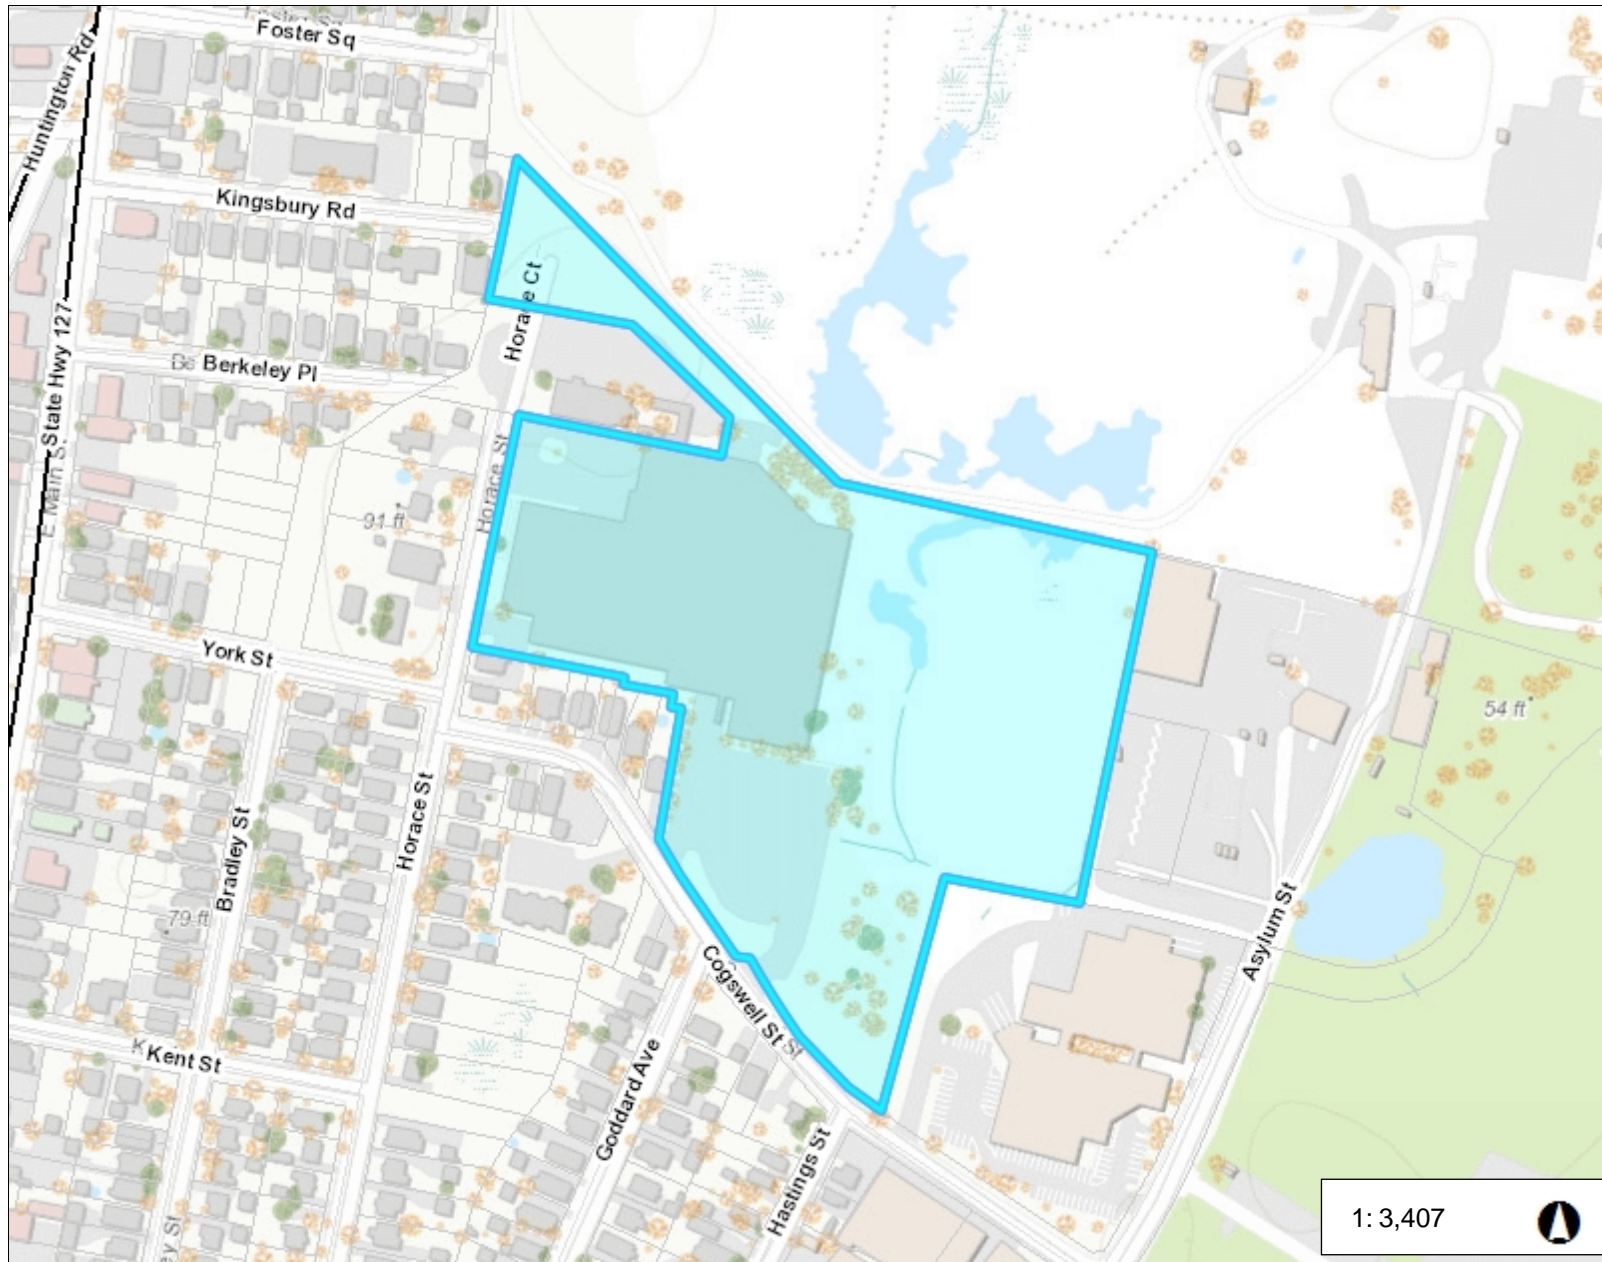 Foster Sq
Huntington Rd
Kingsbury Rd
State Hwy 127
Horace Ct
Berkeley Pl
E Main St
Horace St
91 ft
York St
54 ft
Horace St
Bradley St
79 ft
Asylum St
Cogswell St
St
Kent St
Goddard Ave
Hastings St
1: 3,407